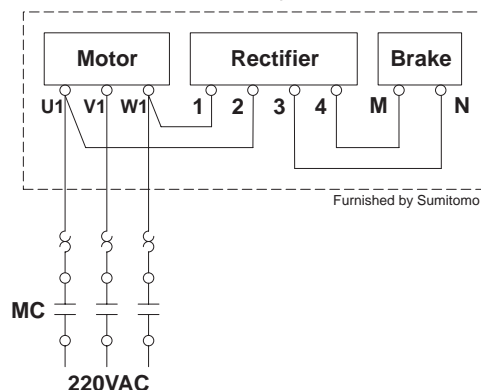 Motor Rectifier Brake
U1 V1 W1 1 2 3 4 M N
Furnished by Sumitomo
MC
220VAC